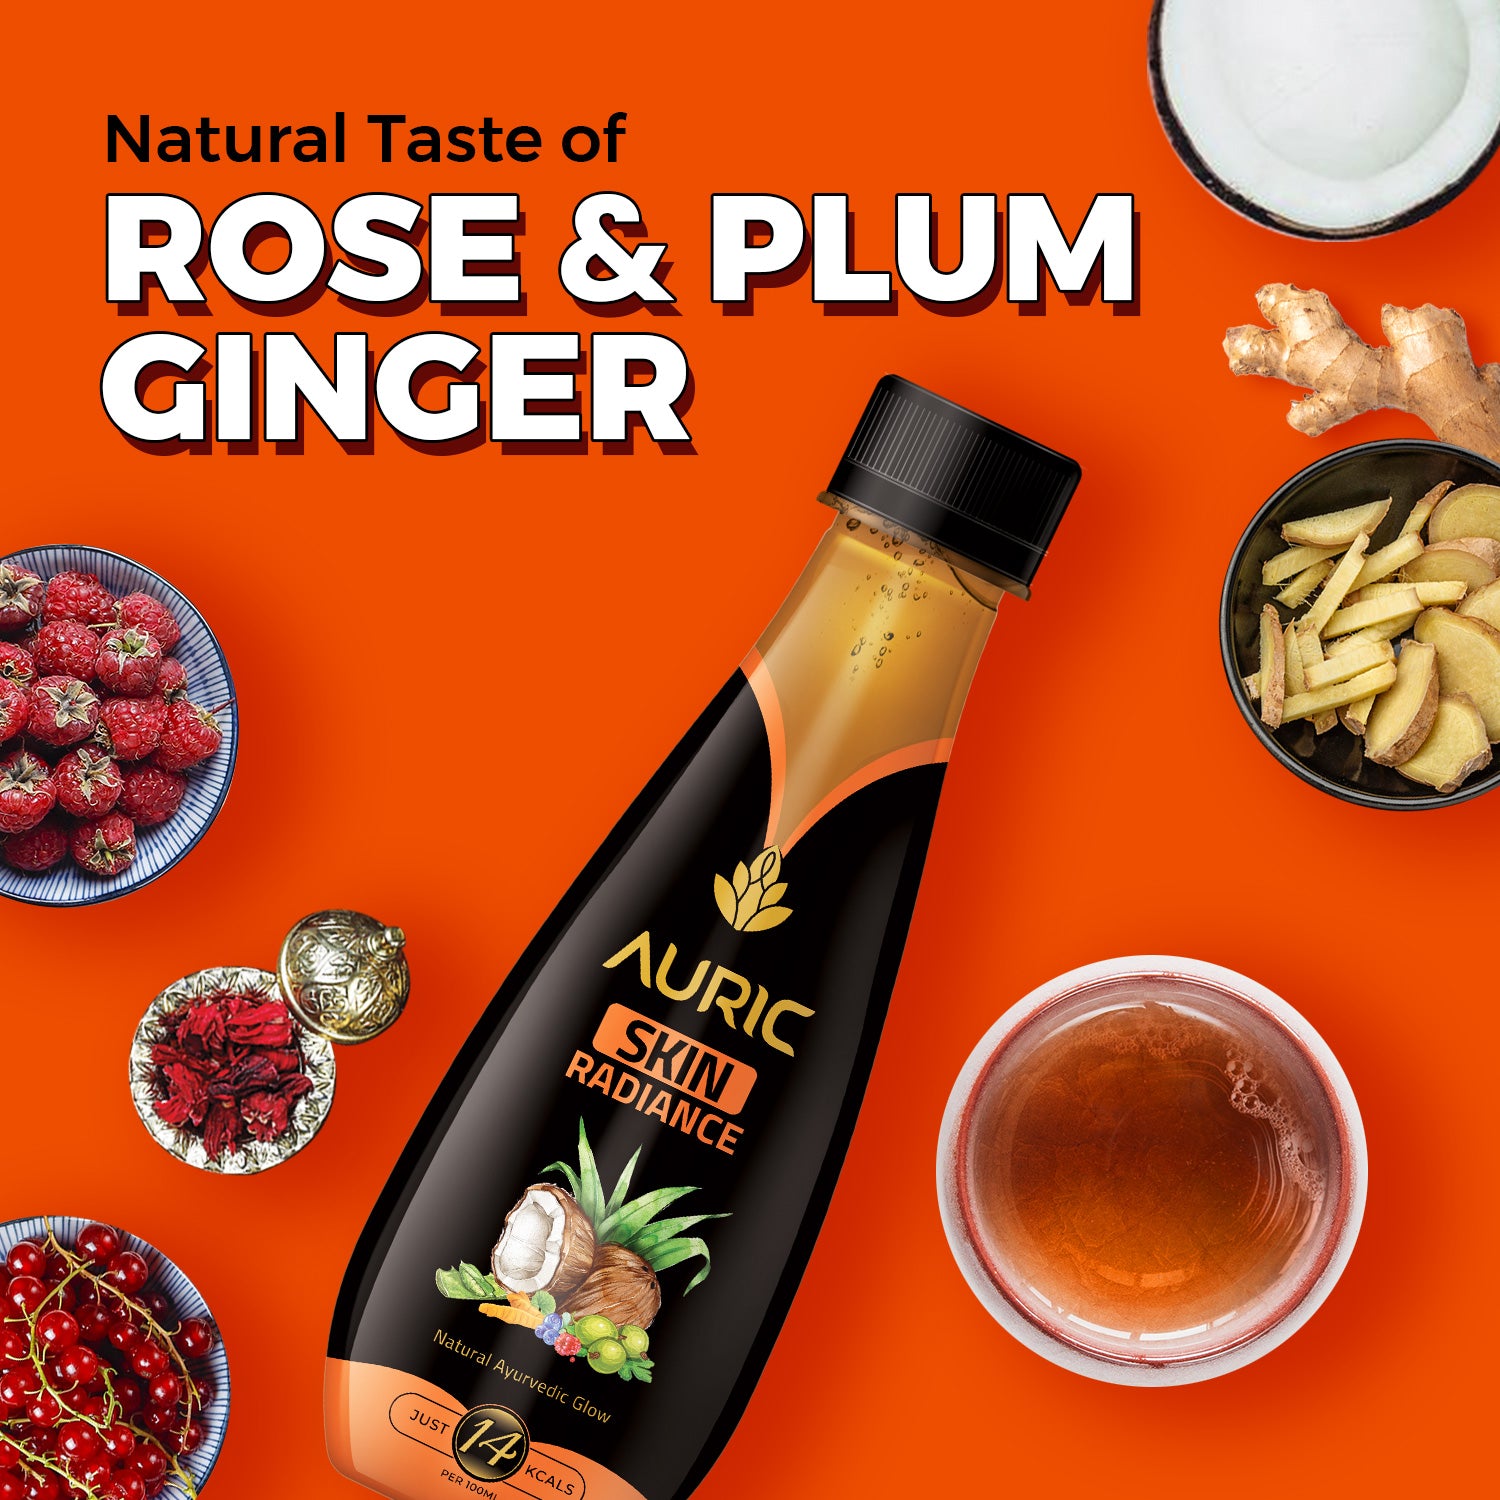 Natural Taste of
ROSE & PLUM
GINGER
AURIC
SKIN
RADIANCE
Natural Ayurvedic Glow
JUST 14 KCALS
PER 100ML